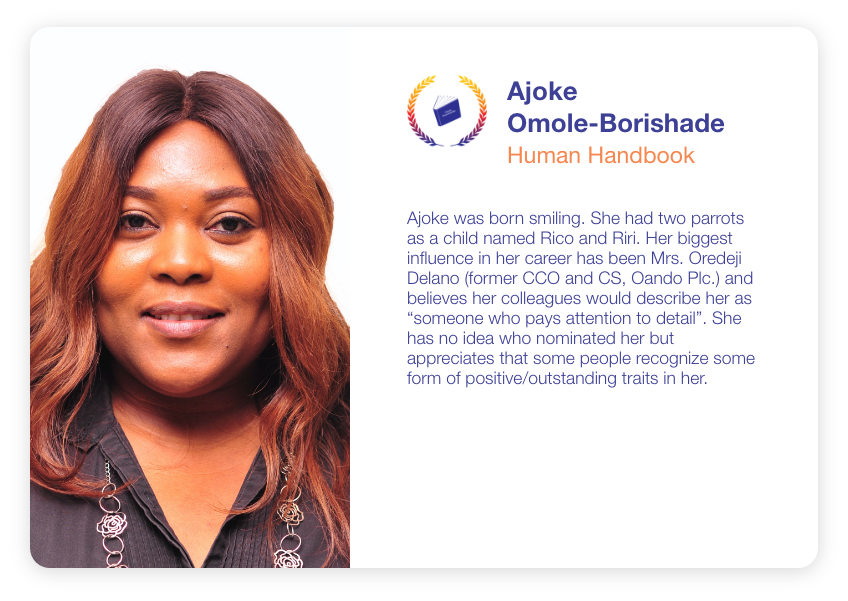 Ajoke
Omole-Borishade
Human Handbook
Ajoke was born smiling. She had two parrots
as a child named Rico and Riri. Her biggest
influence in her career has been Mrs. Oredeji
Delano (former CCO and CS, Oando Plc.) and
believes her colleagues would describe her as
“someone who pays attention to detail”. She
has no idea who nominated her but
appreciates that some people recognize some
form of positive/outstanding traits in her.